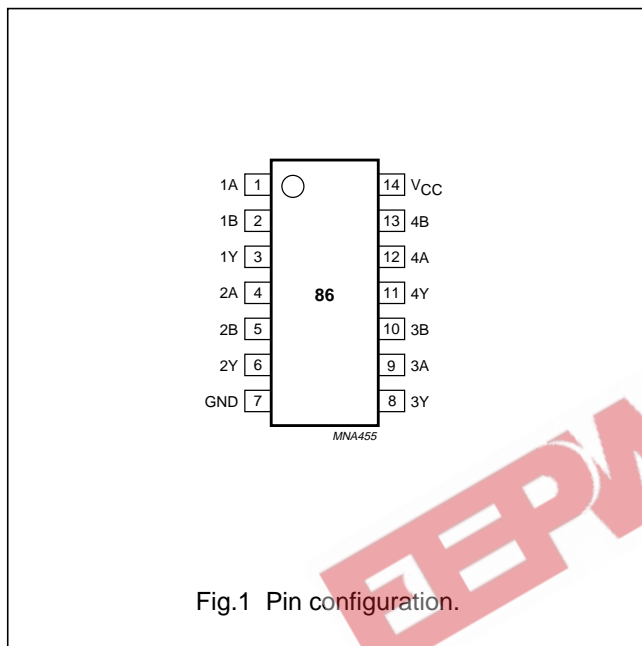 1A 1 14 VCC
1B 2 13 4B
1Y 3 12 4A
2A 4 11 4Y
86
2B 5 10 3B
2Y 6 9 3A
GND 7 8 3Y
MNA455
EEPW
Fig.1 Pin configuration.